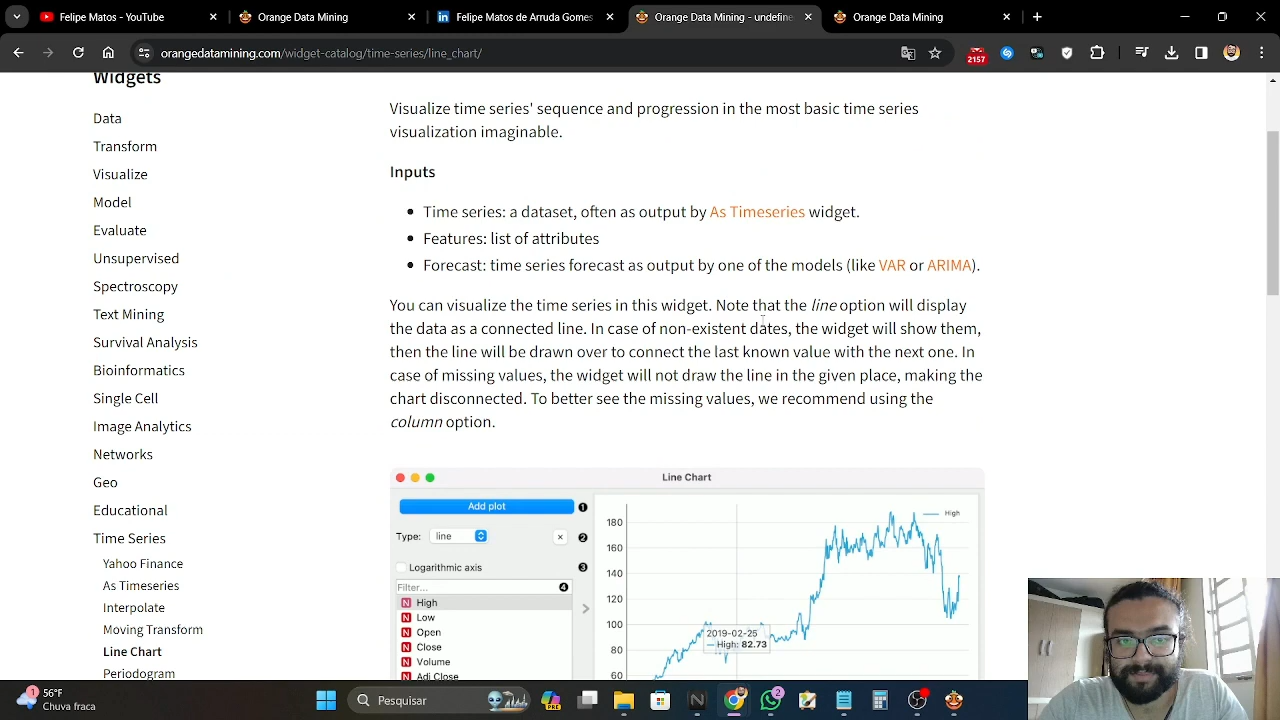 Felipe Matos - YouTube
Orange Data Mining
Felipe Matos de Arruda Gomes
Orange Data Mining - undefine
Orange Data Mining
orangedatamining.com/widget-catalog/time-series/line_chart/
2157
Widgets
Data
Transform
Visualize
Model
Evaluate
Unsupervised
Spectroscopy
Text Mining
Survival Analysis
Bioinformatics
Single Cell
Image Analytics
Networks
Geo
Educational
Time Series
Yahoo Finance
As Timeseries
Interpolate
Moving Transform
Line Chart
Periodogram
Visualize time series' sequence and progression in the most basic time series
visualization imaginable.
Inputs
Time series: a dataset, often as output by As Timeseries widget.
Features: list of attributes
Forecast: time series forecast as output by one of the models (like VAR or ARIMA).
You can visualize the time series in this widget. Note that the line option will display
the data as a connected line. In case of non-existent dates, the widget will show them,
then the line will be drawn over to connect the last known value with the next one. In
case of missing values, the widget will not draw the line in the given place, making the
chart disconnected. To better see the missing values, we recommend using the
column option.
Line Chart
Add plot 1
Type: line × 2
Logarithmic axis 3
Filter... 4
N High
N Low
N Open
N Close
N Volume
N Adj Close
High
180
160
140
120
100
80
60
2019-02-25
High: 82.73
1
56°F
Chuva fraca
Pesquisar
2